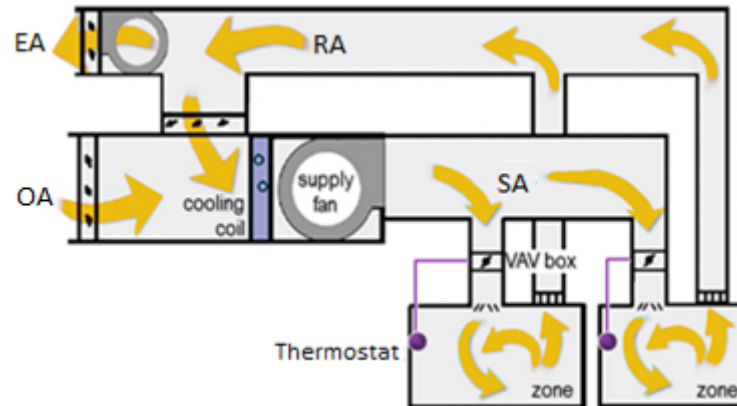 EA
RA
OA
cooling
coil
supply
fan
SA
VAV box
Thermostat
zone
zone